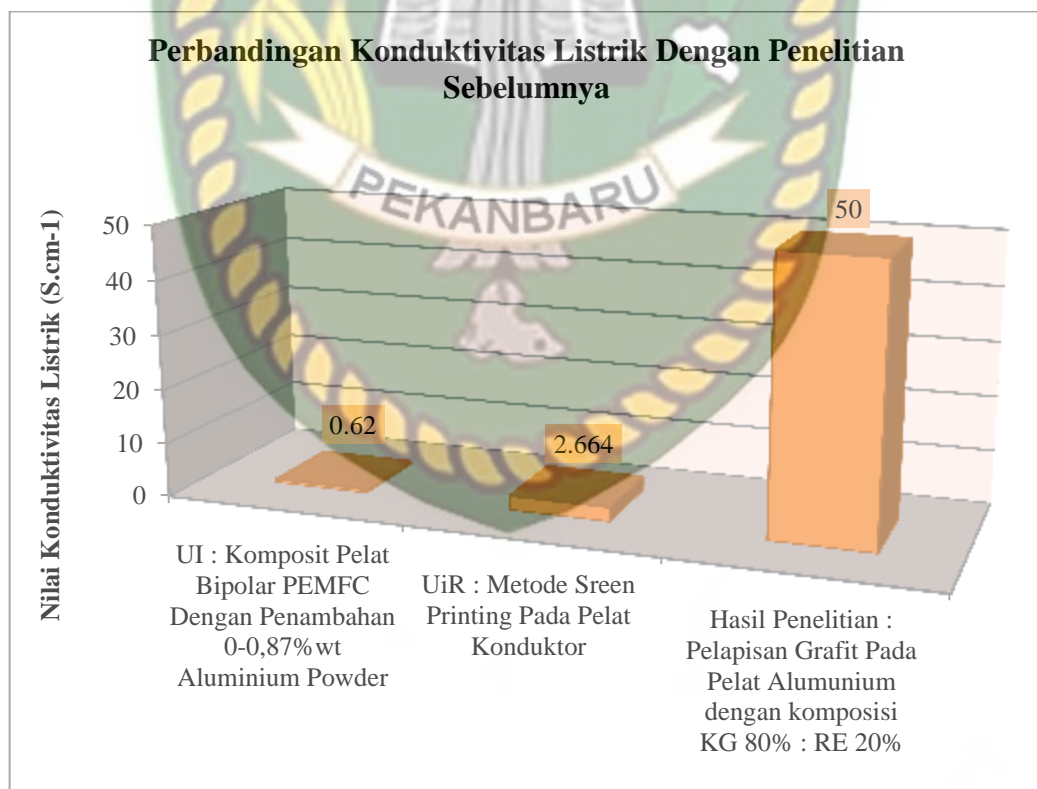 Perbandingan Konduktivitas Listrik Dengan Penelitian
Sebelumnya
PEKANBARU
Nilai Konduktivitas Listrik (S.cm-1)
50
40
30
20
10
0
0.62
2.664
50
UI : Komposit Pelat
Bipolar PEMFC
Dengan Penambahan
0-0,87%wt
Aluminium Powder
UiR : Metode Sreen
Printing Pada Pelat
Konduktor
Hasil Penelitian :
Pelapisan Grafit Pada
Pelat Alumunium
dengan komposisi
KG 80% : RE 20%